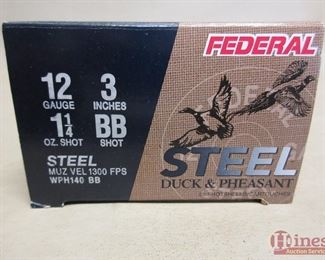 FEDERAL
12 3
GAUGE INCHES
1¼ BB
OZ. SHOT SHOT
STEEL
MUZ VEL 1300 FPS
WPH140 BB
STEEL
DUCK & PHEASANT
Hines
Auction Service